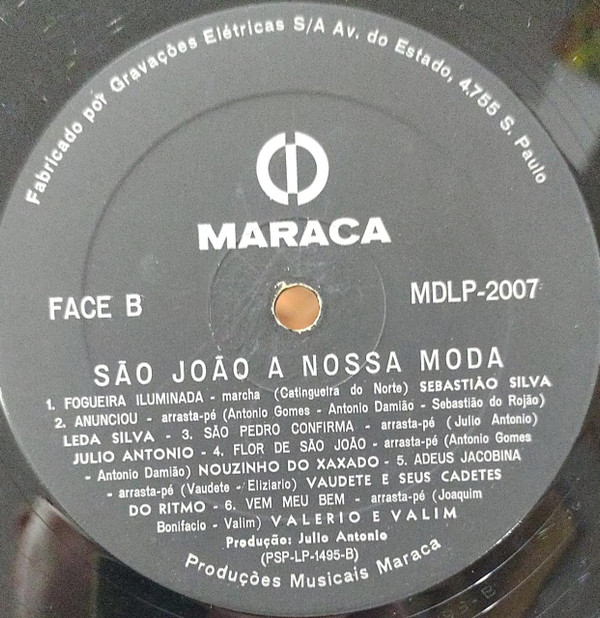 Fabricado por Gravações Elétricas S/A Av. do Estado, 4.755 S. Paulo
MARACA
FACE B
MDLP-2007
SÃO JOÃO A NOSSA MODA
1. FOGUEIRA ILUMINADA - marcha (Catingueira do Norte) SEBASTIÃO SILVA
2. ANUNCIOU - arrasta-pé (Antonio Gomes - Antonio Damião - Sebastião do Rojão)
LEDA SILVA - 3. SÃO PEDRO CONFIRMA - arrasta-pé (Julio Antonio)
JULIO ANTONIO - 4. FLOR DE SÃO JOÃO - arrasta-pé (Antonio Gomes
- Antonio Damião) NOUZINHO DO XAXADO - 5. ADEUS JACOBINA
- arrasta-pé (Vaudete - Eliziario) VAUDETE E SEUS CADETES
DO RITMO - 6. VEM MEU BEM - arrasta-pé (Joaquim
Bonifacio - Valim) VALERIO E VALIM
Produção: Julio Antonio
(PSP-LP-1495-B)
Produções Musicais Maraca